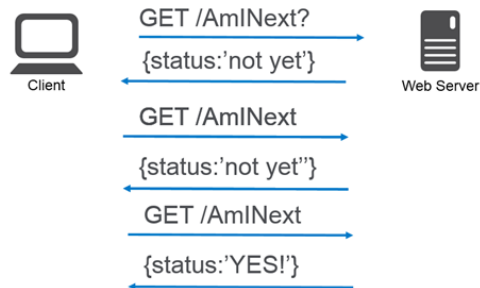 GET /AmINext?
{status:'not yet'}
Client
Web Server
GET /AmINext
{status:'not yet''}
GET /AmINext
{status:'YES!'}